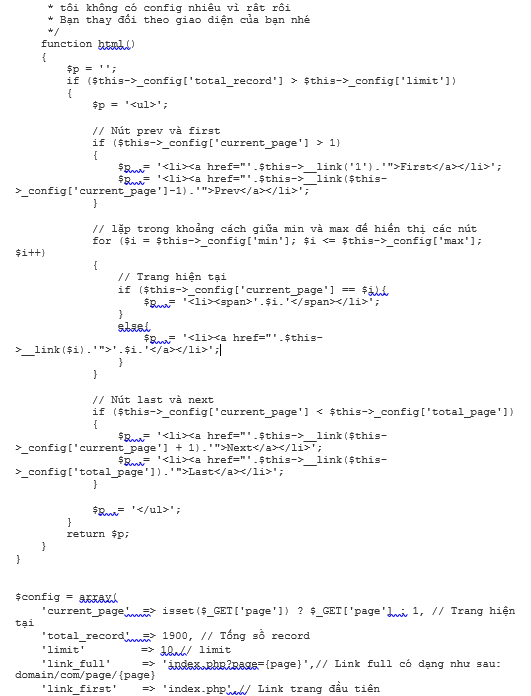 * tôi không có config nhiêu vì rất rối
* Bạn thay đổi theo giao diện của bạn nhé
*/
function html()
{
$p = '';
if ($this->_config['total_record'] > $this->_config['limit'])
{
$p = '<ul>';
// Nút prev và first
if ($this->_config['current_page'] > 1)
{
$p .= '<li><a href="'.$this->__link('1').'">First</a></li>';
$p .= '<li><a href="'.$this->__link($this-
>_config['current_page']-1).'">Prev</a></li>';
}
// lặp trong khoảng cách giữa min và max để hiển thị các nút
for ($i = $this->_config['min']; $i <= $this->_config['max'];
$i++)
{
// Trang hiện tại
if ($this->_config['current_page'] == $i){
$p .= '<li><span>'.$i.'</span></li>';
}
else{
$p .= '<li><a href="'.$this-
>__link($i).'">'.$i.'</a></li>';
}
}
// Nút last và next
if ($this->_config['current_page'] < $this->_config['total_page'])
{
$p .= '<li><a href="'.$this->__link($this-
>_config['current_page'] + 1).'">Next</a></li>';
$p .= '<li><a href="'.$this->__link($this-
>_config['total_page']).'">Last</a></li>';
}
$p .= '</ul>';
}
return $p;
}
}
$config = array(
'current_page' => isset($_GET['page']) ? $_GET['page'] : 1, // Trang hiện
tại
'total_record' => 1900, // Tổng số record
'limit' => 10,// limit
'link_full' => 'index.php?page={page}',// Link full có dạng như sau:
domain/com/page/{page}
'link_first' => 'index.php',// Link trang đầu tiên